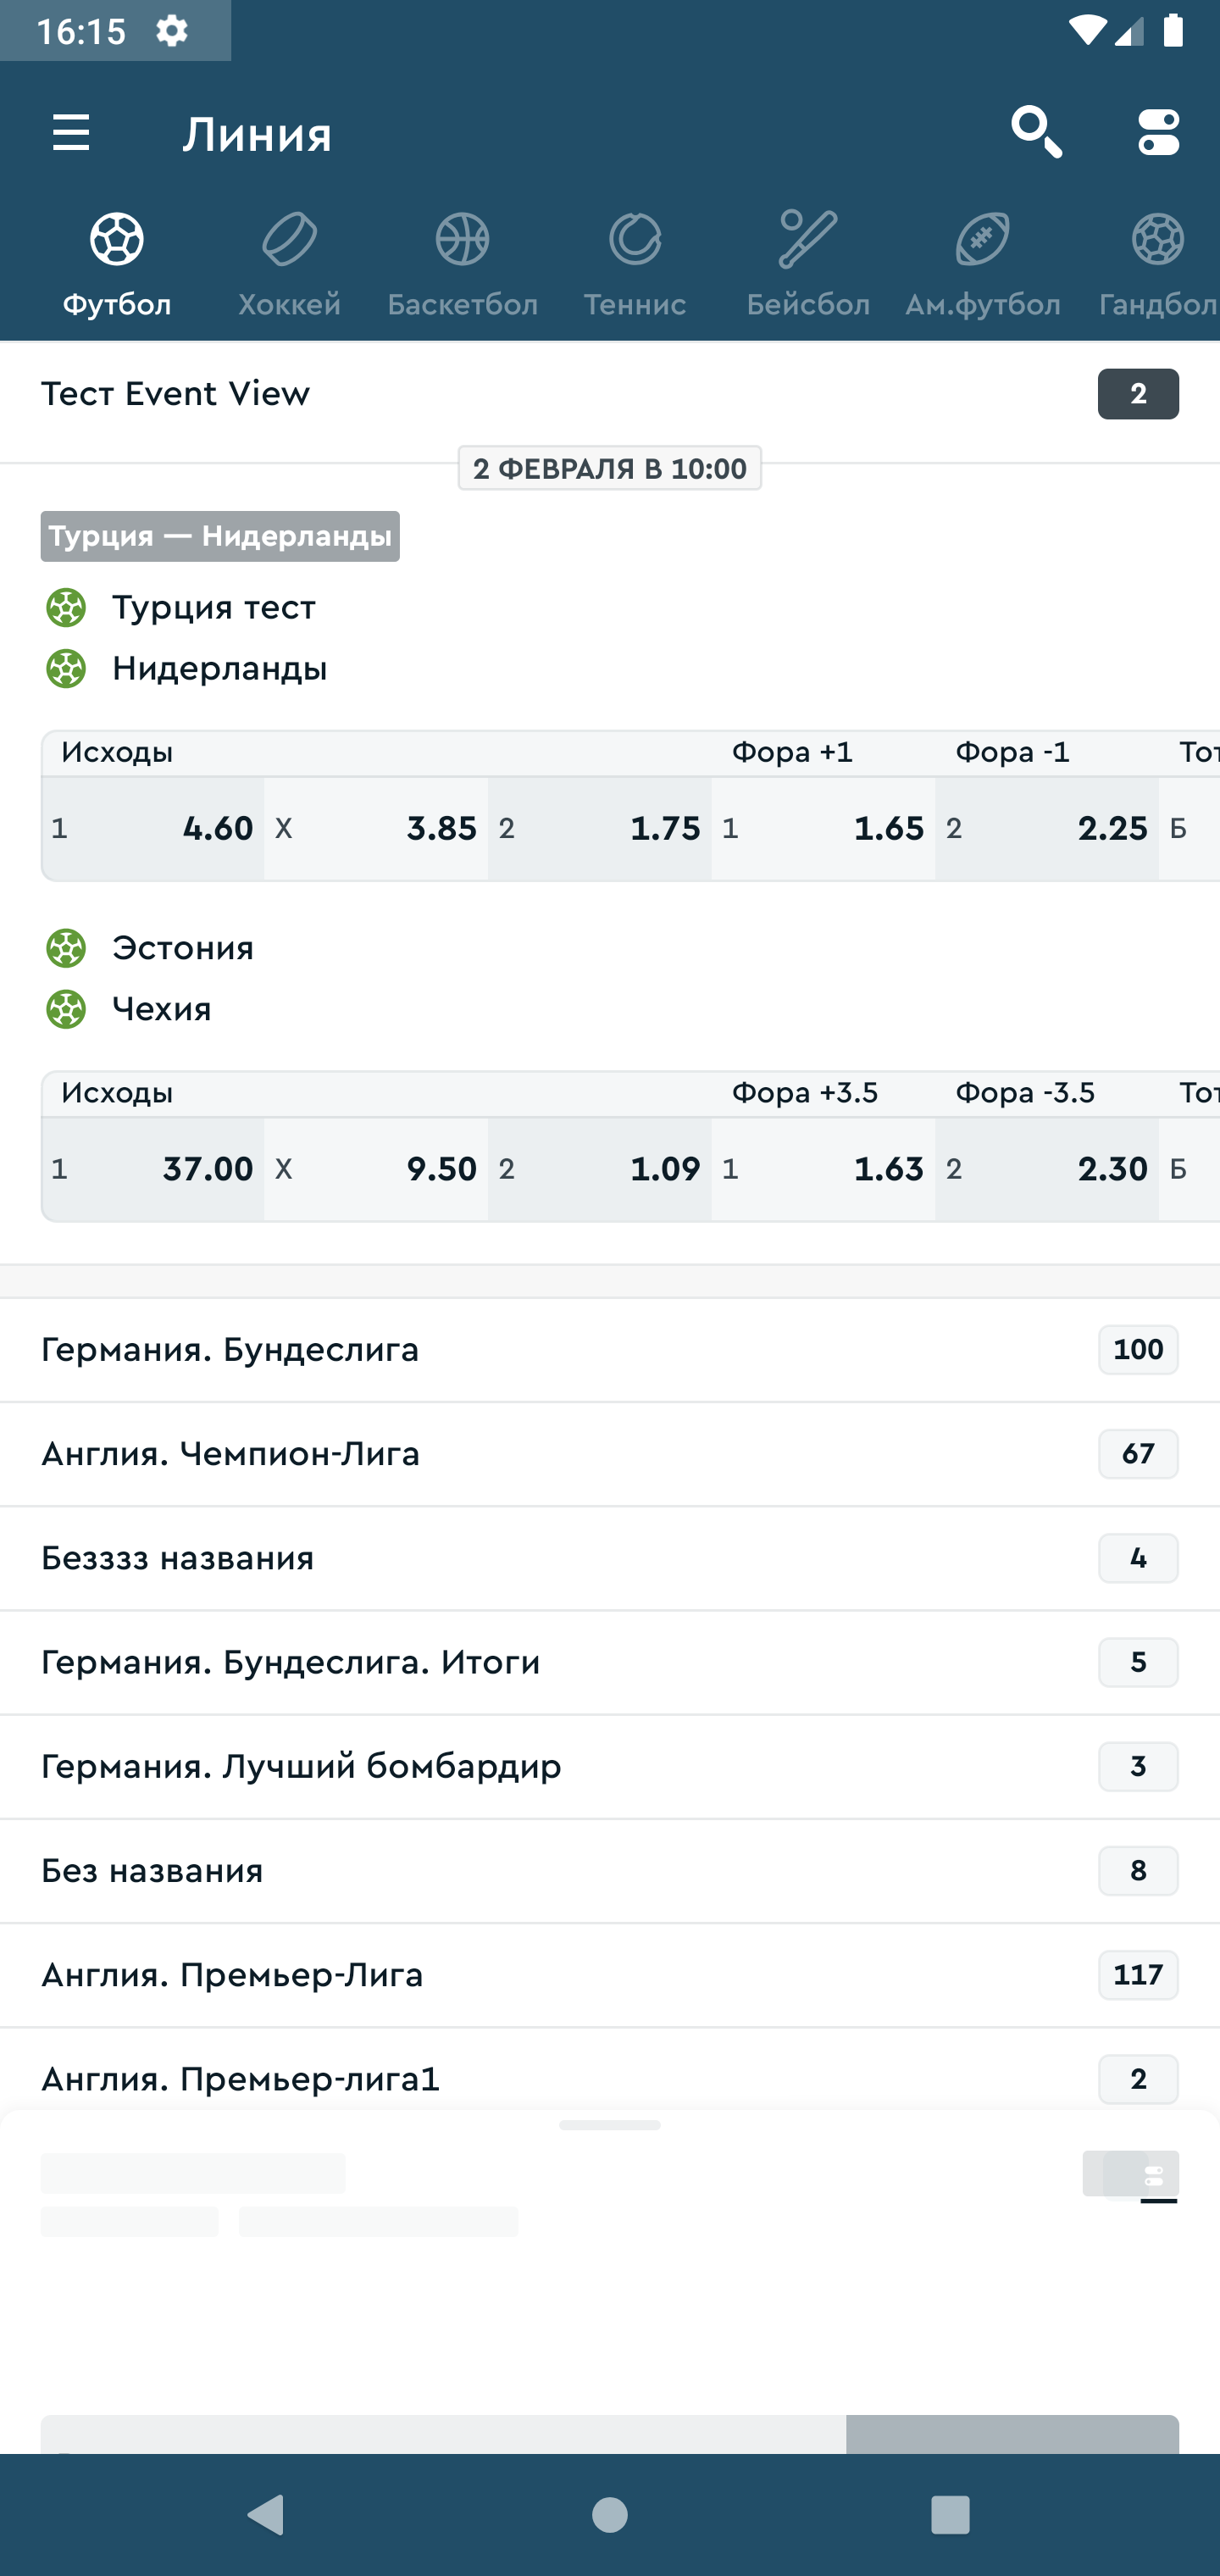 16:15
Линия
Футбол Хоккей Баскетбол Теннис Бейсбол Ам.футбол Гандбол
Тест Event View 2
2 ФЕВРАЛЯ В 10:00
Турция — Нидерланды
Турция тест
Нидерланды
Исходы Фора +1 Фора -1 Тот
1 4.60 X 3.85 2 1.75 1 1.65 2 2.25 Б
Эстония
Чехия
Исходы Фора +3.5 Фора -3.5 Тот
1 37.00 X 9.50 2 1.09 1 1.63 2 2.30 Б
Германия. Бундеслига 100
Англия. Чемпион-Лига 67
Безззз названия 4
Германия. Бундеслига. Итоги 5
Германия. Лучший бомбардир 3
Без названия 8
Англия. Премьер-Лига 117
Англия. Премьер-лига1 2